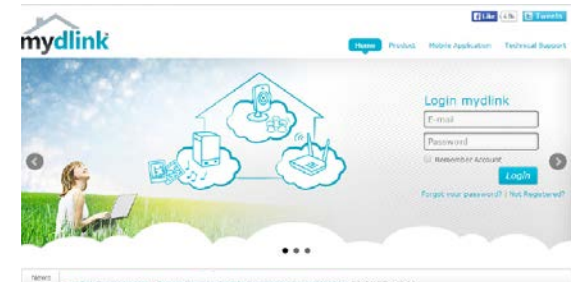 Like
Tweets
mydlink
Home Product Mobile Application Technical Support
Login mydlink
E-mail
Password
Remember Account
Login
Forgot your password? | Not Registered?
News